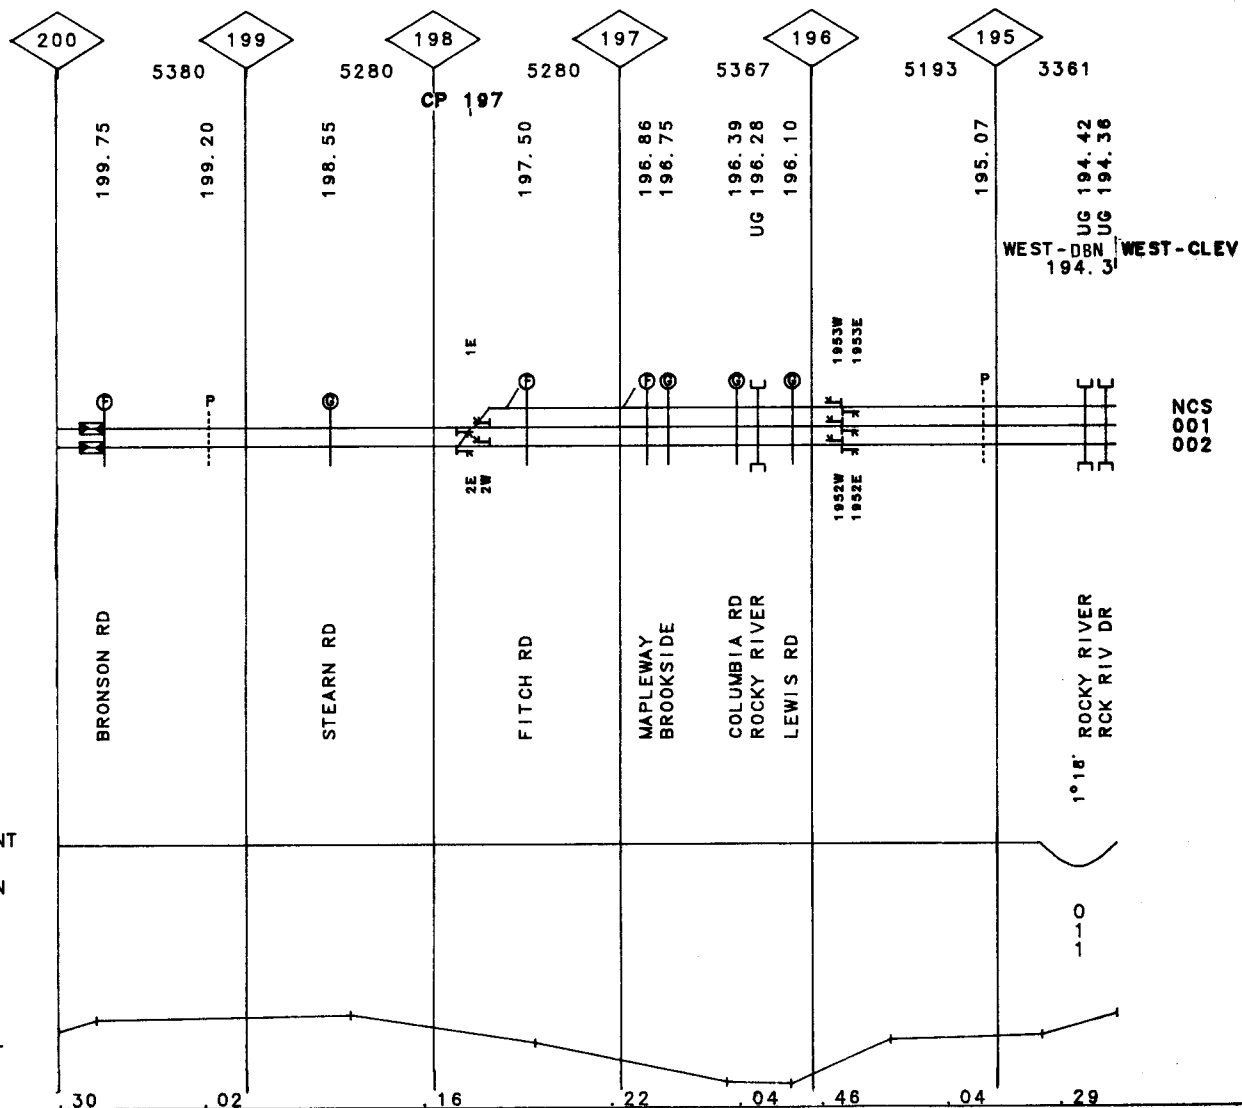 200 199 198 197 196 195
5380 5280 5280 5367 5193 3361
CP 197
199.75
199.20
198.55
197.50
196.86
196.75
196.39
UG 196.28
196.10
195.07
UG 194.42
UG 194.36
WEST-DBN WEST-CLEV
194.3
1E
1953W
1953E
F P G F F G G G P
NCS
001
002
2E
2W
1952W
1952E
BRONSON RD
STEARN RD
FITCH RD
MAPLEWAY
BROOKSIDE
COLUMBIA RD
ROCKY RIVER
LEWIS RD
ROCKY RIVER
RCK RIV DR
1°18'
NT
N
0
1
1
.30 .02 .16 .22 .04 .46 .04 .29